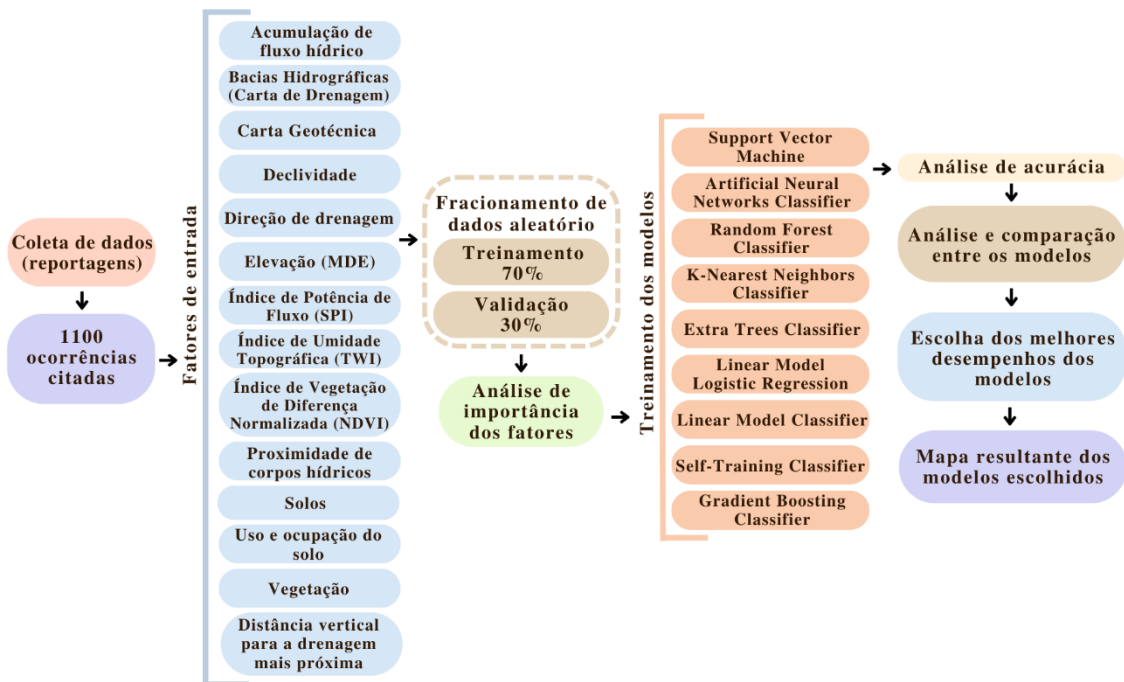 Coleta de dados
(reportagens)
1100
ocorrências
citadas
Fatores de entrada
Acumulação de
fluxo hídrico
Bacias Hidrográficas
(Carta de Drenagem)
Carta Geotécnica
Declividade
Direção de drenagem
Elevação (MDE)
Índice de Potência de
Fluxo (SPI)
Índice de Umidade
Topográfica (TWI)
Índice de Vegetação
de Diferença
Normalizada (NDVI)
Proximidade de
corpos hídricos
Solos
Uso e ocupação do
solo
Vegetação
Distância vertical
para a drenagem
mais próxima
Fracionamento de
dados aleatório
Treinamento
70%
Validação
30%
Análise de
importância
dos fatores
Treinamento dos modelos
Support Vector
Machine
Artificial Neural
Networks Classifier
Random Forest
Classifier
K-Nearest Neighbors
Classifier
Extra Trees Classifier
Linear Model
Logistic Regression
Linear Model Classifier
Self-Training Classifier
Gradient Boosting
Classifier
Análise de acurácia
Análise e comparação
entre os modelos
Escolha dos melhores
desempenhos dos
modelos
Mapa resultante dos
modelos escolhidos